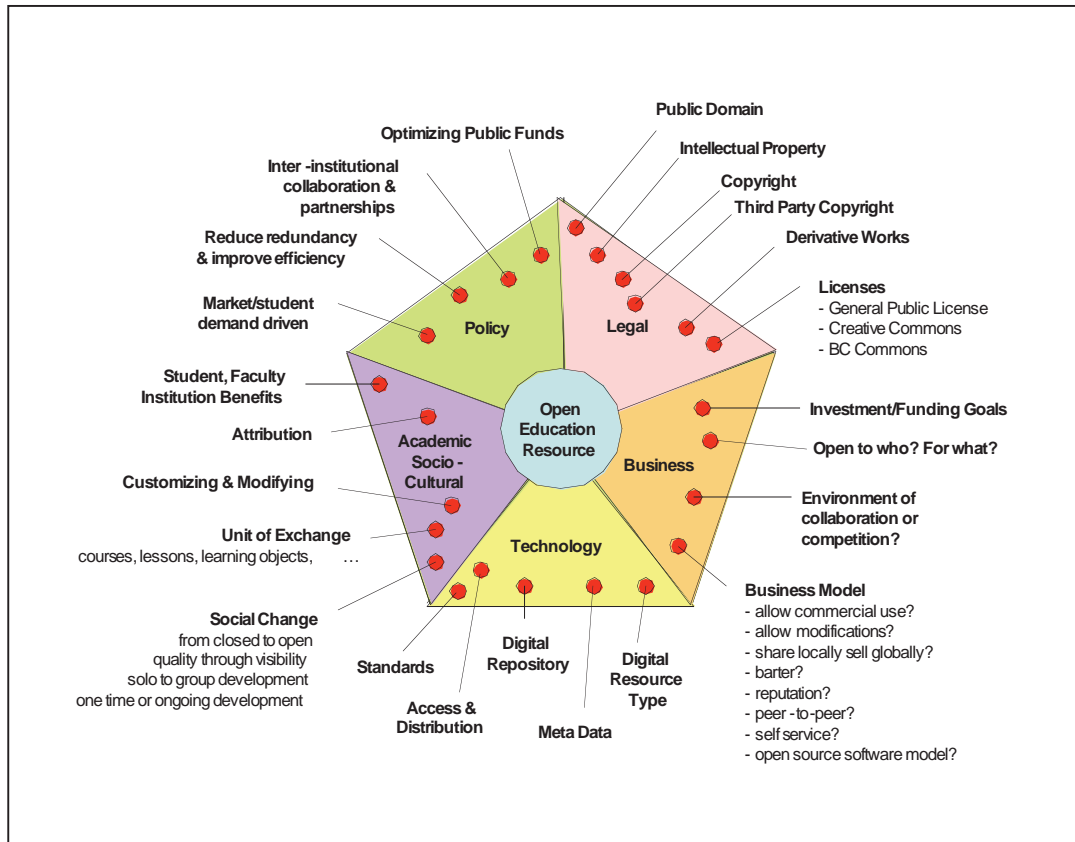 Public Domain
Optimizing Public Funds
Intellectual Property
Inter -institutional
collaboration &
partnerships
Copyright
Third Party Copyright
Reduce redundancy
& improve efficiency
Derivative Works
Market/student
demand driven
Licenses
- General Public License
- Creative Commons
- BC Commons
Policy
Legal
Student, Faculty
Institution Benefits
Attribution
Open
Education
Resource
Investment/Funding Goals
Open to who? For what?
Academic
Socio -
Cultural
Business
Customizing & Modifying
Environment of
collaboration or
competition?
Unit of Exchange
courses, lessons, learning objects, …
Technology
Social Change
from closed to open
quality through visibility
solo to group development
one time or ongoing development
Standards
Access &
Distribution
Digital
Repository
Meta Data
Digital
Resource
Type
Business Model
- allow commercial use?
- allow modifications?
- share locally sell globally?
- barter?
- reputation?
- peer -to-peer?
- self service?
- open source software model?